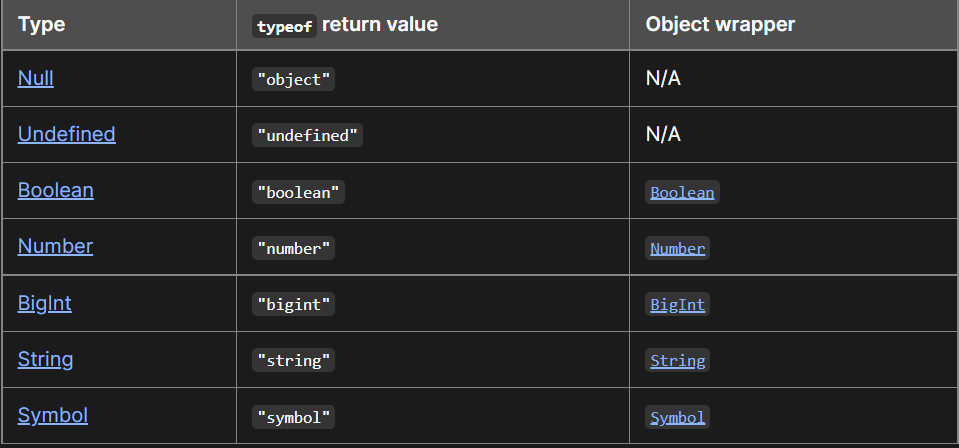 Type typeof return value Object wrapper
Null "object" N/A
Undefined "undefined" N/A
Boolean "boolean" Boolean
Number "number" Number
BigInt "bigint" BigInt
String "string" String
Symbol "symbol" Symbol